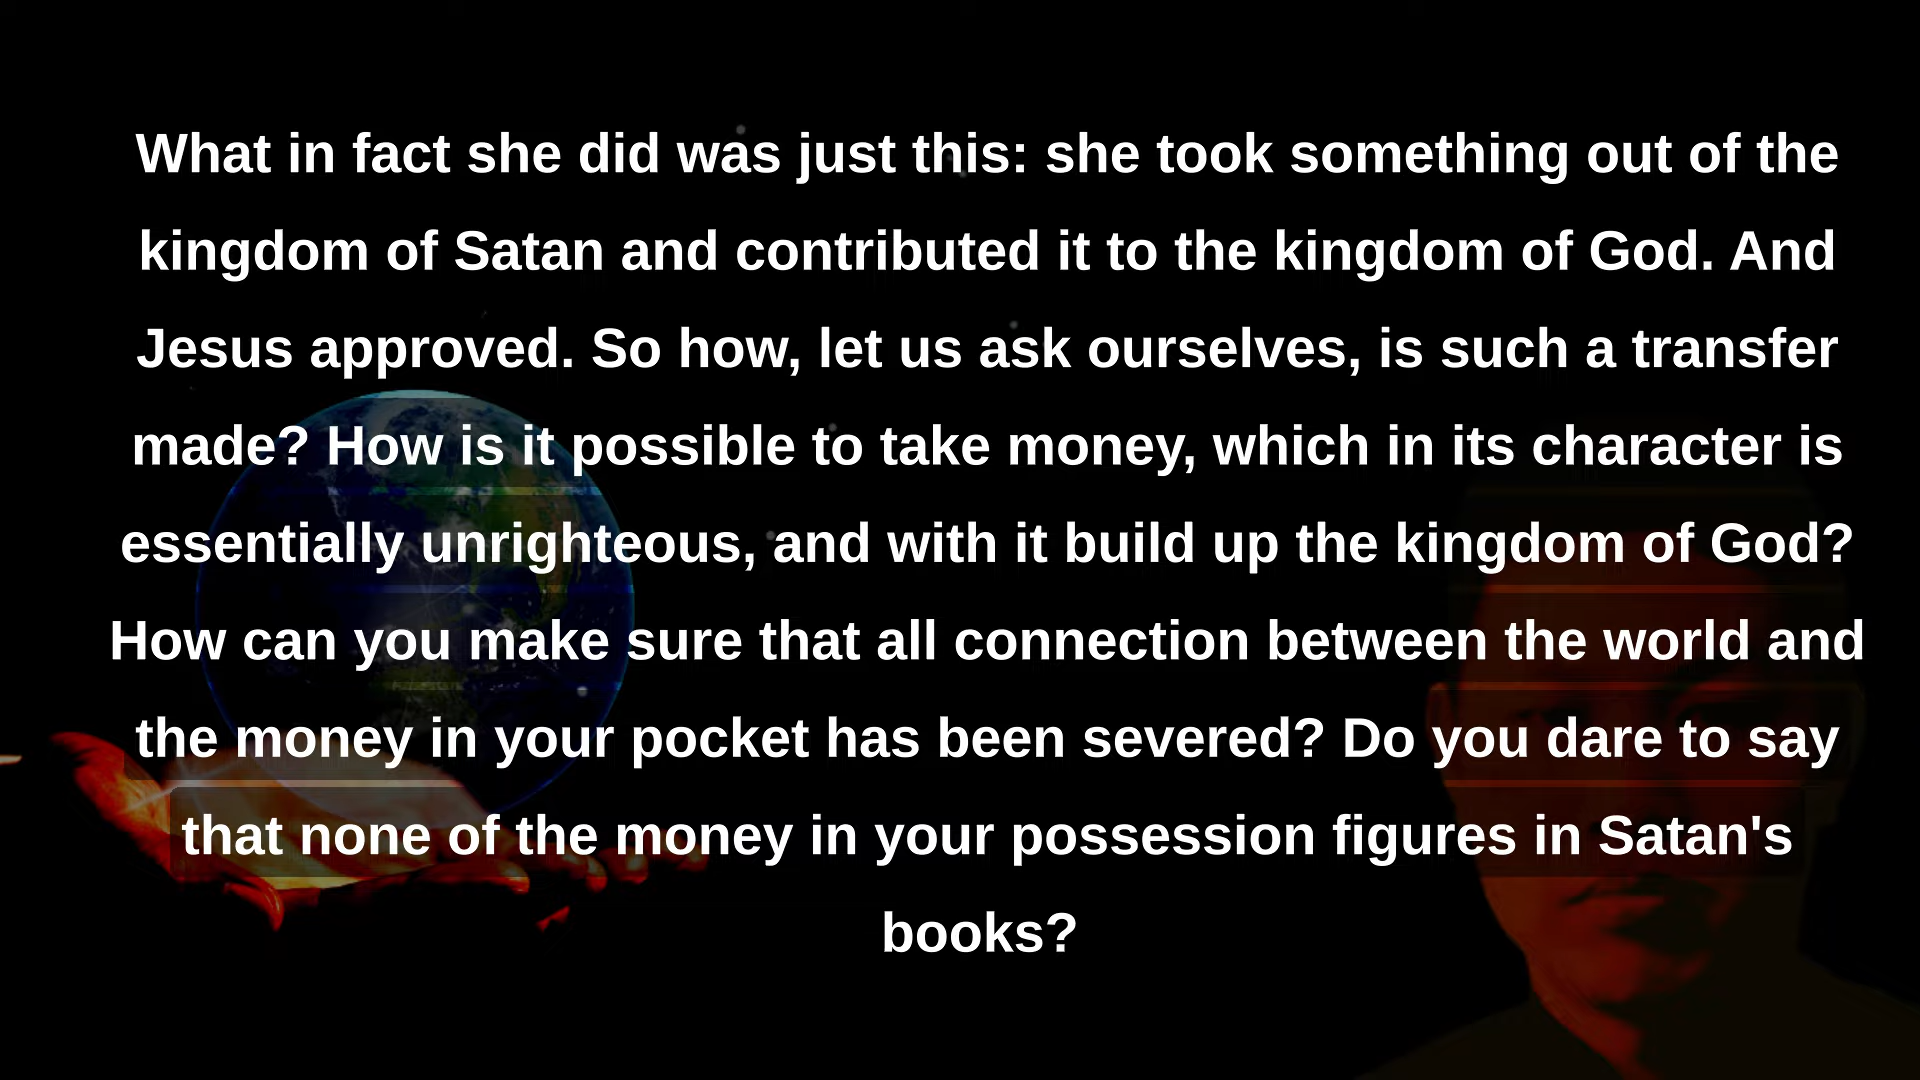 What in fact she did was just this: she took something out of the
kingdom of Satan and contributed it to the kingdom of God. And
Jesus approved. So how, let us ask ourselves, is such a transfer
made? How is it possible to take money, which in its character is
essentially unrighteous, and with it build up the kingdom of God?
How can you make sure that all connection between the world and
the money in your pocket has been severed? Do you dare to say
that none of the money in your possession figures in Satan's
books?